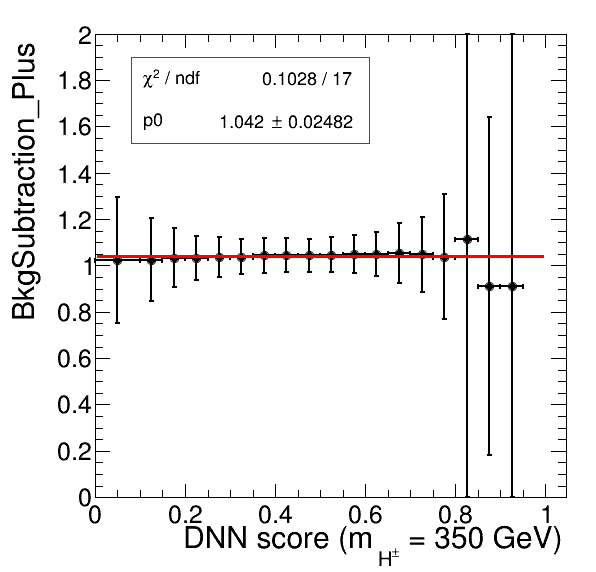 BkgSubtraction_Plus
2
1.8
1.6
1.4
1.2
1
0.8
0.6
0.4
0.2
0
χ² / ndf 0.1028 / 17
p0 1.042 ± 0.02482
0 0.2 0.4 0.6 0.8 1
DNN score (m_H± = 350 GeV)